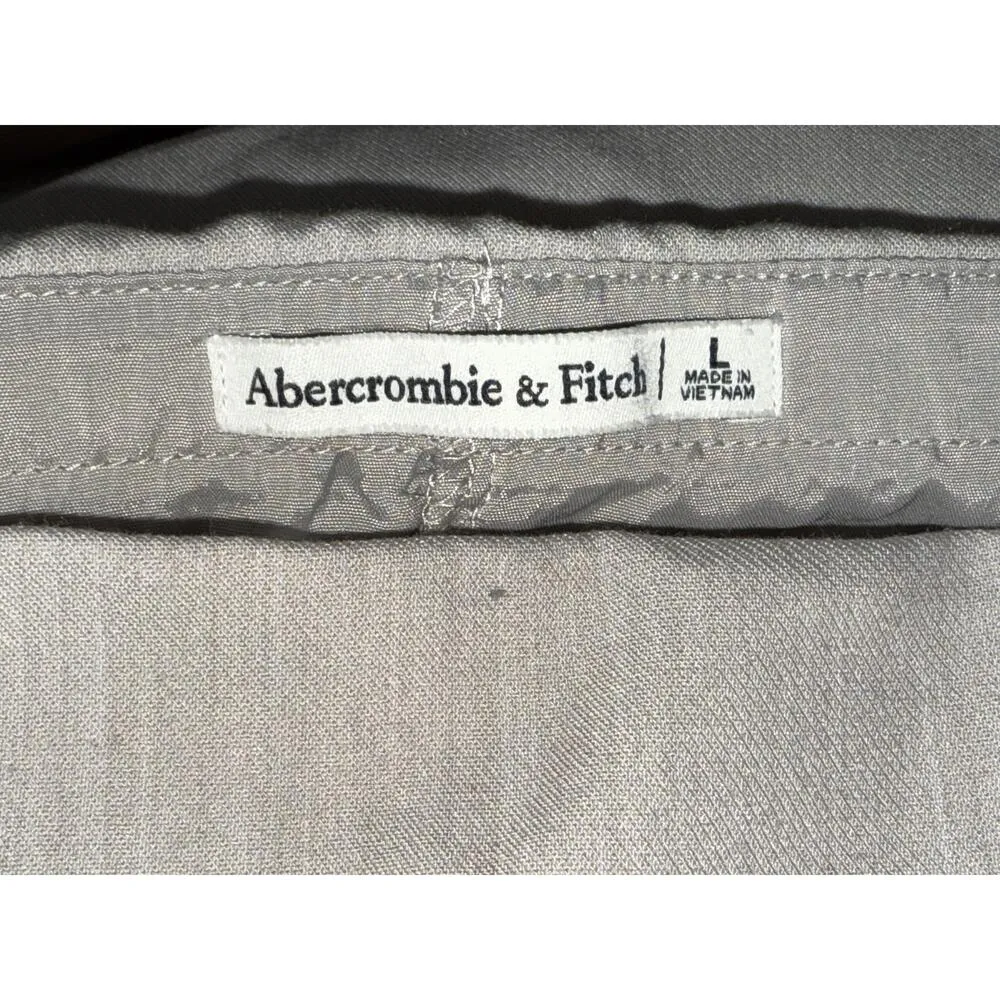 Abercrombie & Fitch | L
MADE IN
VIETNAM